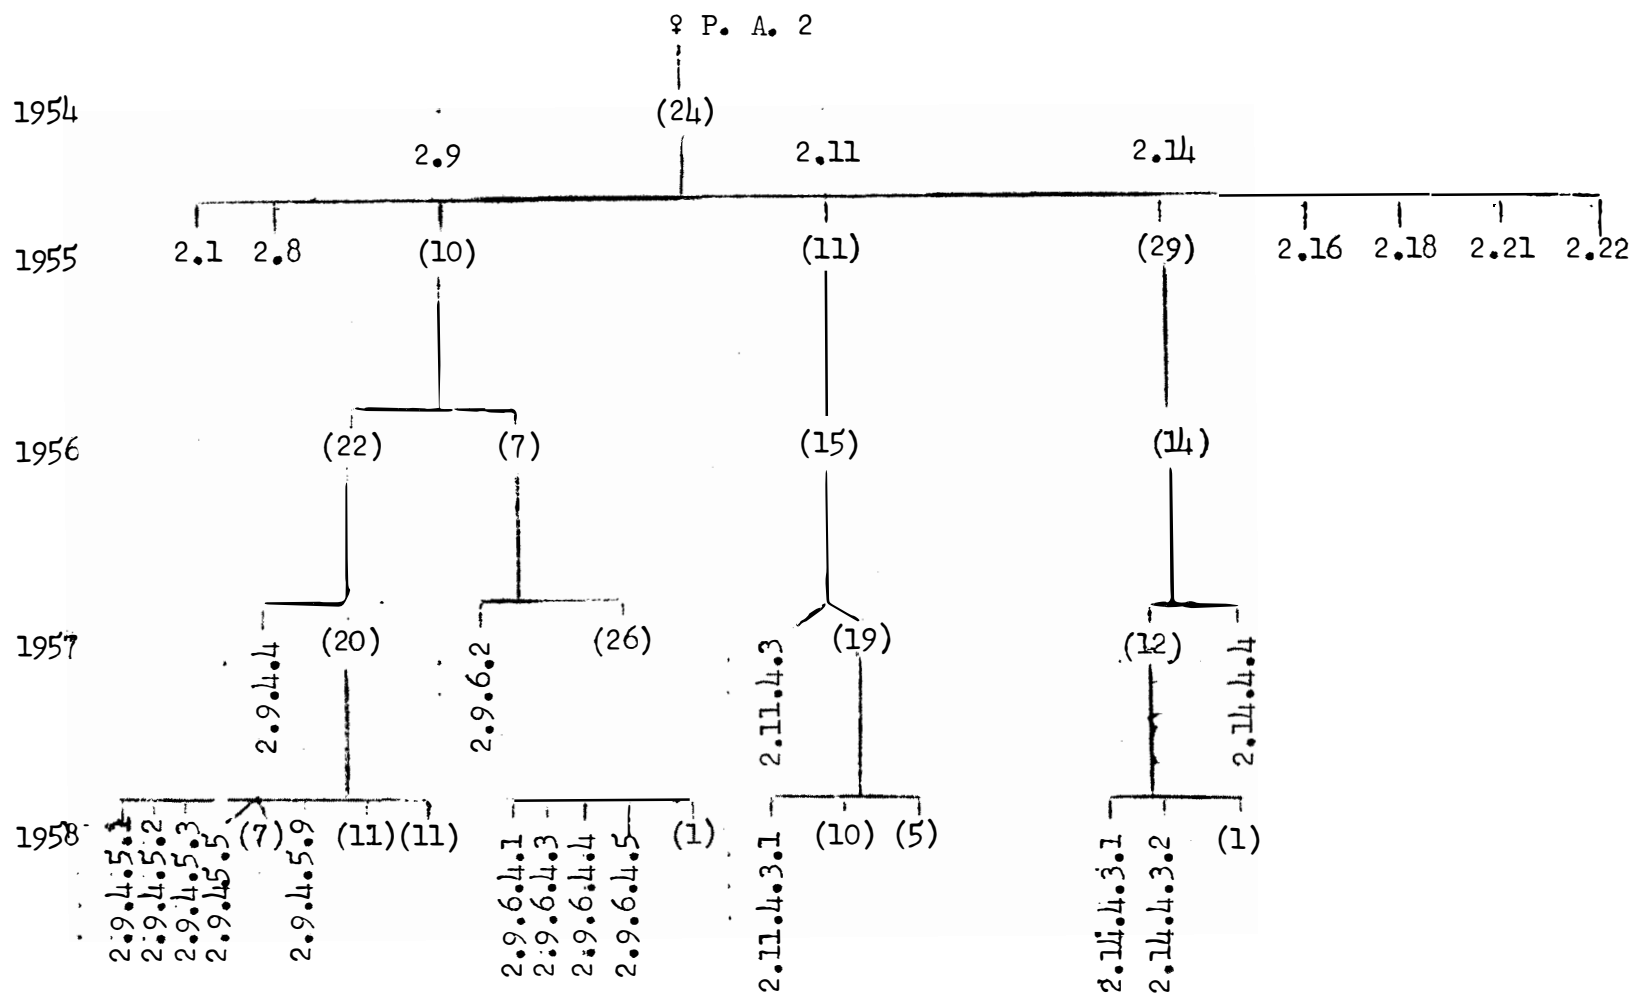 ♀ P. A. 2
1954 (24)
2.9 2.11 2.14
1955 2.1 2.8 (10) (11) (29) 2.16 2.18 2.21 2.22
1956 (22) (7) (15) (14)
1957 2.9.4.4 (20) 2.9.6.2 (26) 2.11.4.3 (19) (12) 2.14.4.4
1958 2.9.4.5.1 2.9.4.5.2 2.9.4.5.3 2.9.45.5 (7) 2.9.4.5.9 (11) (11) 2.9.6.4.1 2.9.6.4.3 2.9.6.4.4 2.9.6.4.5 (1) 2.11.4.3.1 (10) (5) 2.14.4.3.1 2.14.4.3.2 (1)